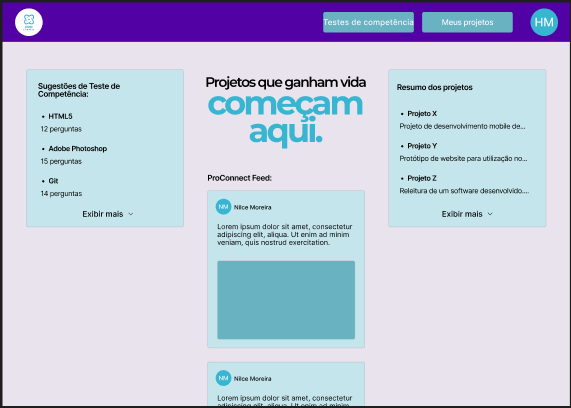 Testes de competência
Meus projetos
HM
Sugestões de Teste de
Competência:
• HTML5
12 perguntas
• Adobe Photoshop
15 perguntas
• Git
14 perguntas
Exibir mais
Projetos que ganham vida
começam
aqui.
ProConnect Feed:
NM Nilce Moreira
Lorem ipsum dolor sit amet, consectetur
adipiscing elit, aliqua. Ut enim ad minim
veniam, quis nostrud exercitation.
NM Nilce Moreira
Lorem ipsum dolor sit amet, consectetur
adipiscing elit, aliqua. Ut enim ad minim
Resumo dos projetos
• Projeto X
Projeto de desenvolvimento mobile de...
• Projeto Y
Protótipo de website para utilização no...
• Projeto Z
Releitura de um software desenvolvido....
Exibir mais